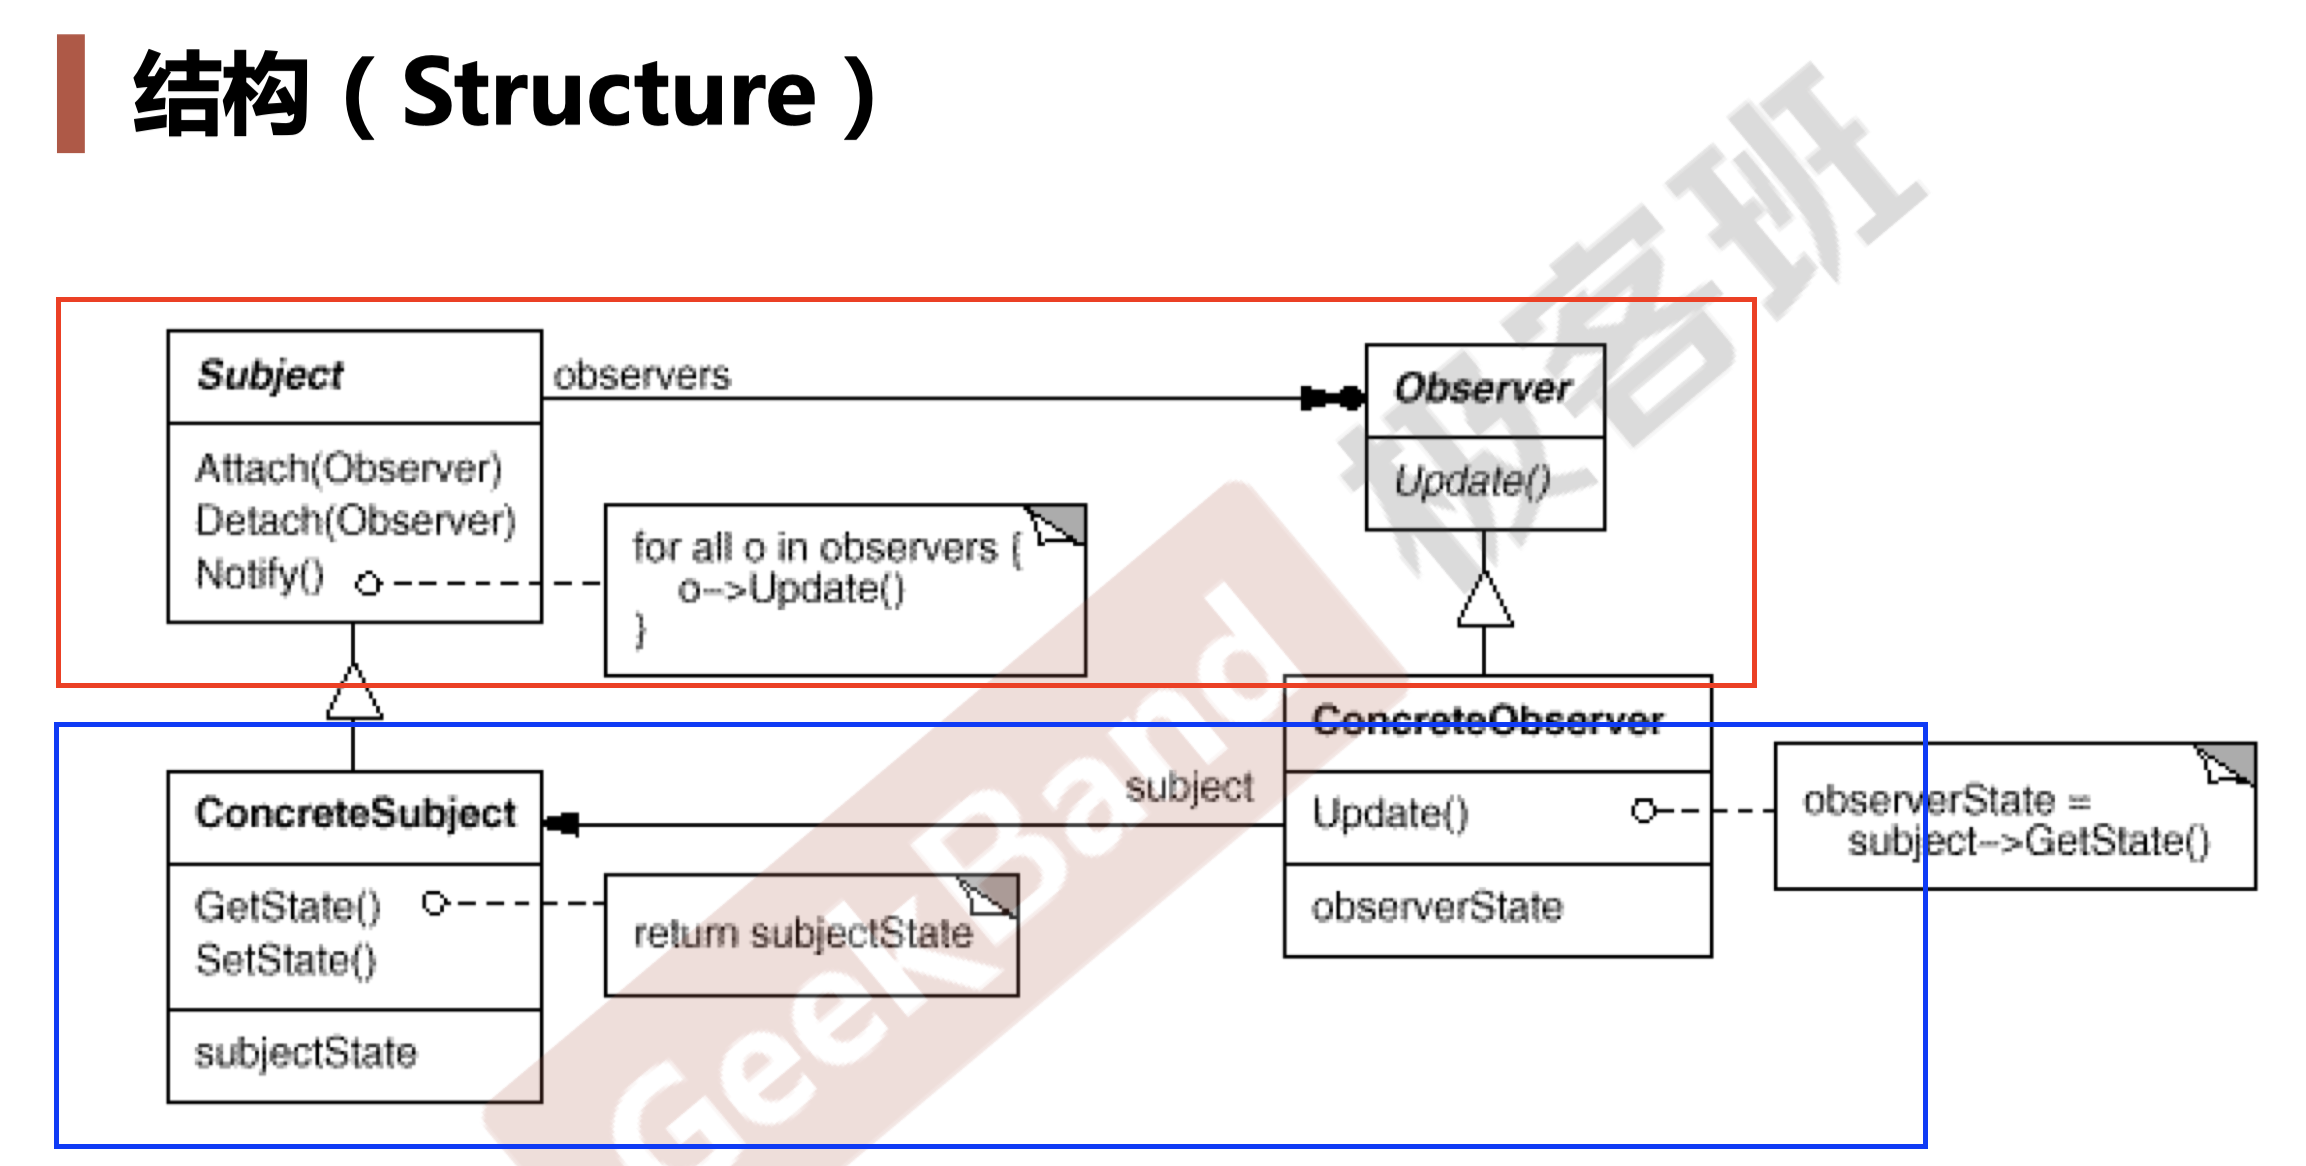 结构（Structure）
Subject
observers
Observer
Attach(Observer)
Detach(Observer)
Notify()
Update()
for all o in observers {
o->Update()
}
ConcreteSubject
subject
ConcreteObserver
GetState()
SetState()
return subjectState
Update()
observerState =
subject->GetState()
observerState
subjectState
GeekBand
极客班